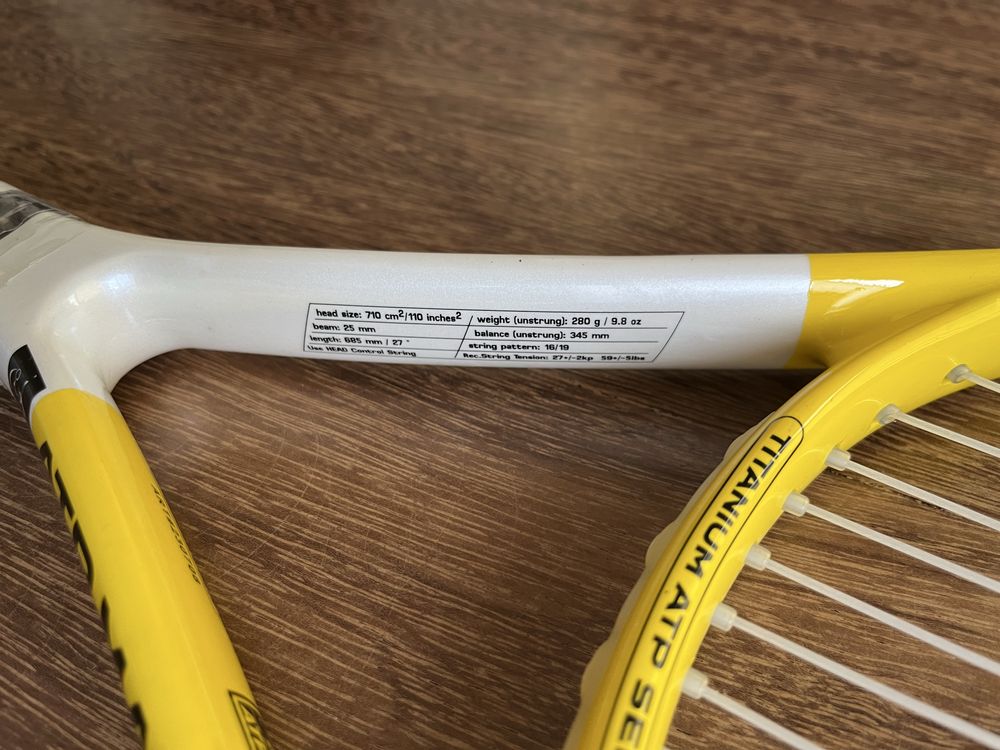 head size: 710 cm²/110 inches²
beam: 25 mm
length: 685 mm / 27"
Use HEAD Control String
weight (unstrung): 280 g / 9.8 oz
balance (unstrung): 345 mm
string pattern: 16/19
Rec.String Tension: 27+/-2kp 59+/-5lbs
TITANIUM ATP SE